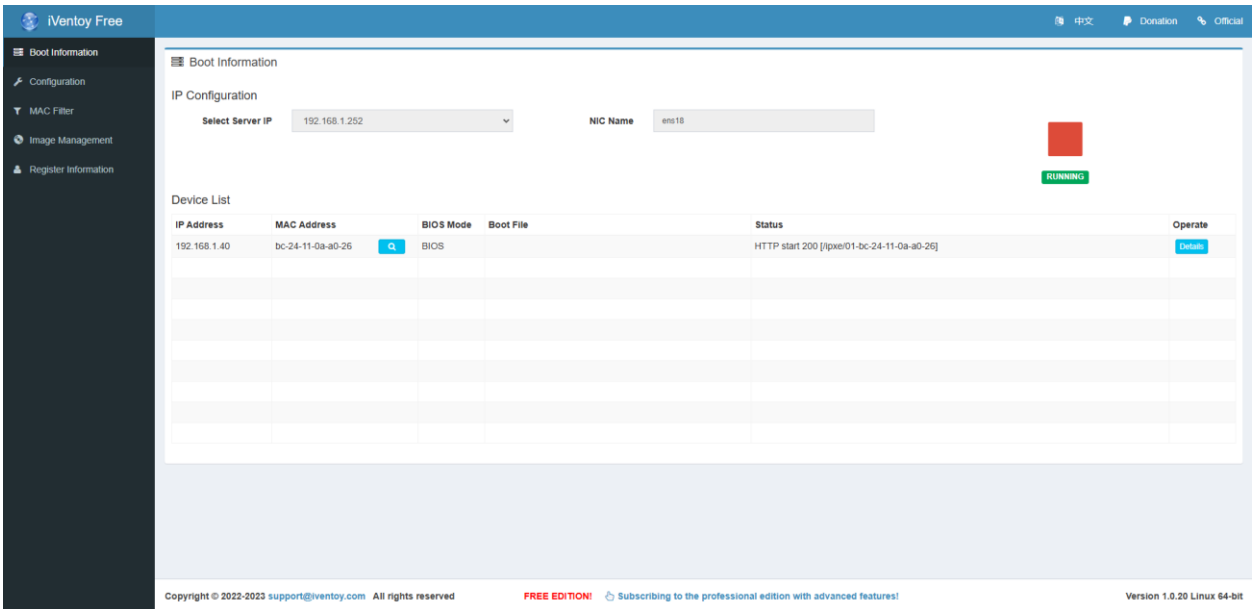 iVentoy Free
中文 Donation Official
Boot Information
Configuration
MAC Filter
Image Management
Register Information
Boot Information
IP Configuration
Select Server IP 192.168.1.252 NIC Name ens18
RUNNING
Device List
IP Address MAC Address BIOS Mode Boot File Status Operate
192.168.1.40 bc-24-11-0a-a0-26 BIOS HTTP start 200 [/ipxe/01-bc-24-11-0a-a0-26] Details
Copyright © 2022-2023 support@iventoy.com All rights reserved FREE EDITION! Subscribing to the professional edition with advanced features! Version 1.0.20 Linux 64-bit